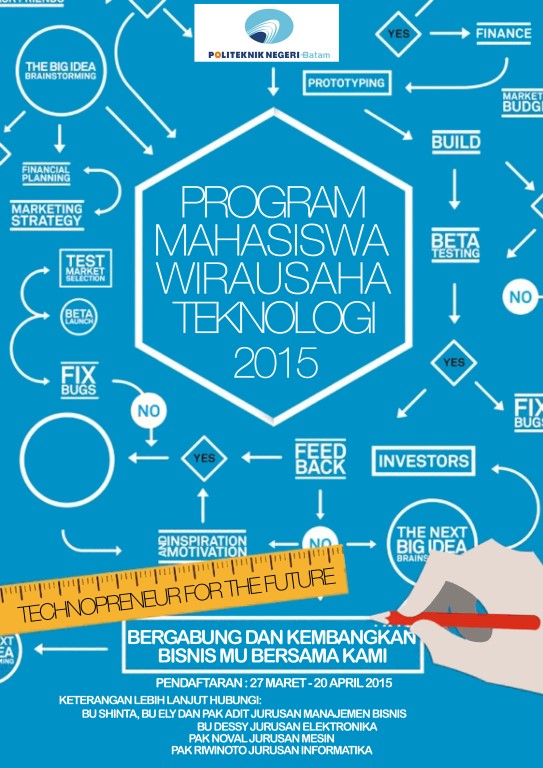 POLITEKNIK NEGERI Batam
YES
FINANCE
THE BIG IDEA
BRAINSTORMING
PROTOTYPING
BUILD
FINANCIAL
PLANNING
MARKETING
STRATEGY
PROGRAM
MAHASISWA
WIRAUSAHA
TEKNOLOGI
2015
TEST
MARKET
SELECTION
BETA
TESTING
BETA
LAUNCH
NO
YES
FIX
BUGS
NO
FIX
YES
FEED
BACK
INVESTORS
INSPIRATION
AND MOTIVATION
NO
THE NEXT
BIG IDEA
TECHNOPRENEUR FOR THE FUTURE
BERGABUNG DAN KEMBANGKAN
BISNIS MU BERSAMA KAMI
PENDAFTARAN : 27 MARET - 20 APRIL 2015
KETERANGAN LEBIH LANJUT HUBUNGI:
BU SHINTA, BU ELY DAN PAK ADIT JURUSAN MANAJEMEN BISNIS
BU DESSY JURUSAN ELEKTRONIKA
PAK NOVAL JURUSAN MESIN
PAK RIWINOTO JURUSAN INFORMATIKA